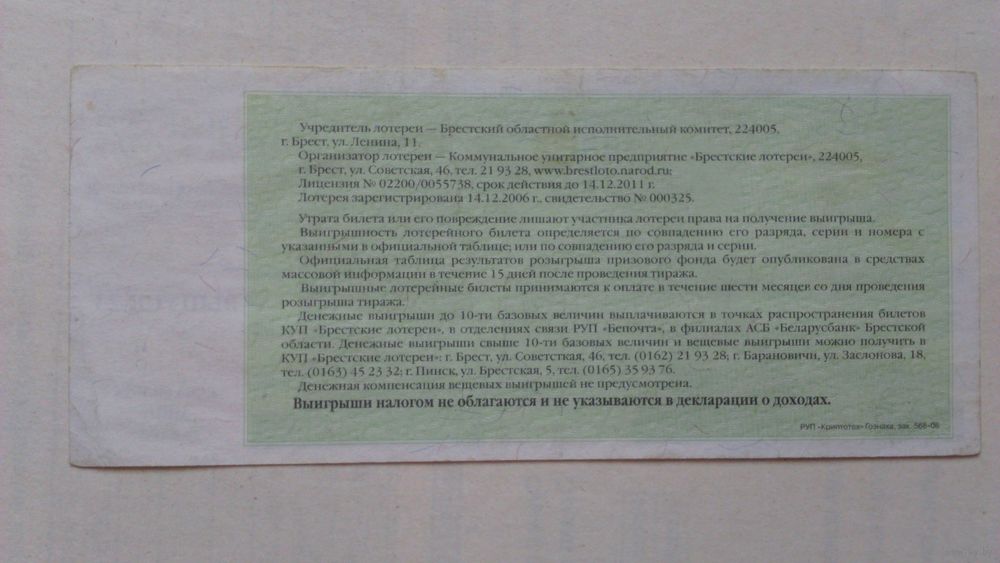 Учредитель лотереи — Брестский областной исполнительный комитет, 224005,
г. Брест, ул. Ленина, 11.
Организатор лотереи — Коммунальное унитарное предприятие «Брестские лотереи», 224005,
г. Брест, ул. Советская, 46, тел. 21 93 28, www.brestloto.narod.ru;
Лицензия № 02200/0055738, срок действия до 14.12.2011 г.
Лотерея зарегистрирована 14.12.2006 г., свидетельство № 000325.
Утрата билета или его повреждение лишают участника лотереи права на получение выигрыша.
Выигрышность лотерейного билета определяется по совпадению его разряда, серии и номера с
указанными в официальной таблице; или по совпадению его разряда и серии.
Официальная таблица результатов розыгрыша призового фонда будет опубликована в средствах
массовой информации в течение 15 дней после проведения тиража.
Выигрышные лотерейные билеты принимаются к оплате в течение шести месяцев со дня проведения
розыгрыша тиража.
Денежные выигрыши до 10-ти базовых величин выплачиваются в точках распространения билетов
КУП «Брестские лотереи», в отделениях связи РУП «Белпочта», в филиалах АСБ «Беларусбанк» Брестской
области. Денежные выигрыши свыше 10-ти базовых величин и вещевые выигрыши можно получить в
КУП «Брестские лотереи»: г. Брест, ул. Советсткая, 46, тел. (0162) 21 93 28; г. Барановичи, ул. Заслонова, 18,
тел. (0163) 45 23 32; г. Пинск, ул. Брестская, 5, тел. (0165) 35 93 76.
Денежная компенсация вещевых выигрышей не предусмотрена.
Выигрыши налогом не облагаются и не указываются в декларации о доходах.
РУП «Криптотех» Гознака, зак. 568-06